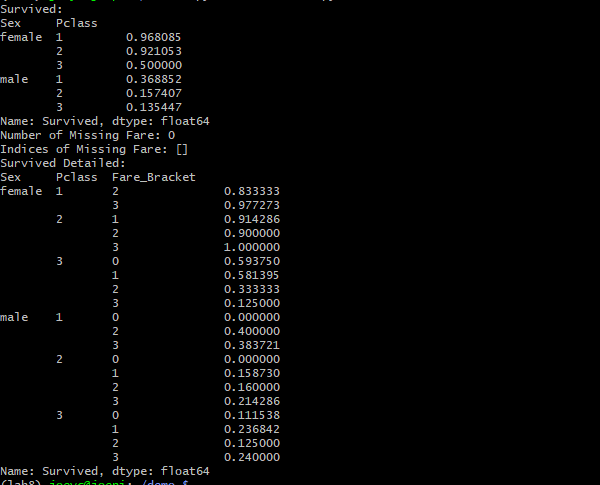 Survived:
Sex     Pclass
female  1         0.968085
        2         0.921053
        3         0.500000
male    1         0.368852
        2         0.157407
        3         0.135447
Name: Survived, dtype: float64
Number of Missing Fare: 0
Indices of Missing Fare: []
Survived Detailed:
Sex     Pclass  Fare_Bracket
female  1       2               0.833333
                3               0.977273
        2       1               0.914286
                2               0.900000
                3               1.000000
        3       0               0.593750
                1               0.581395
                2               0.333333
                3               0.125000
male    1       0               0.000000
                2               0.400000
                3               0.383721
        2       0               0.000000
                1               0.158730
                2               0.160000
                3               0.214286
        3       0               0.111538
                1               0.236842
                2               0.125000
                3               0.240000
Name: Survived, dtype: float64